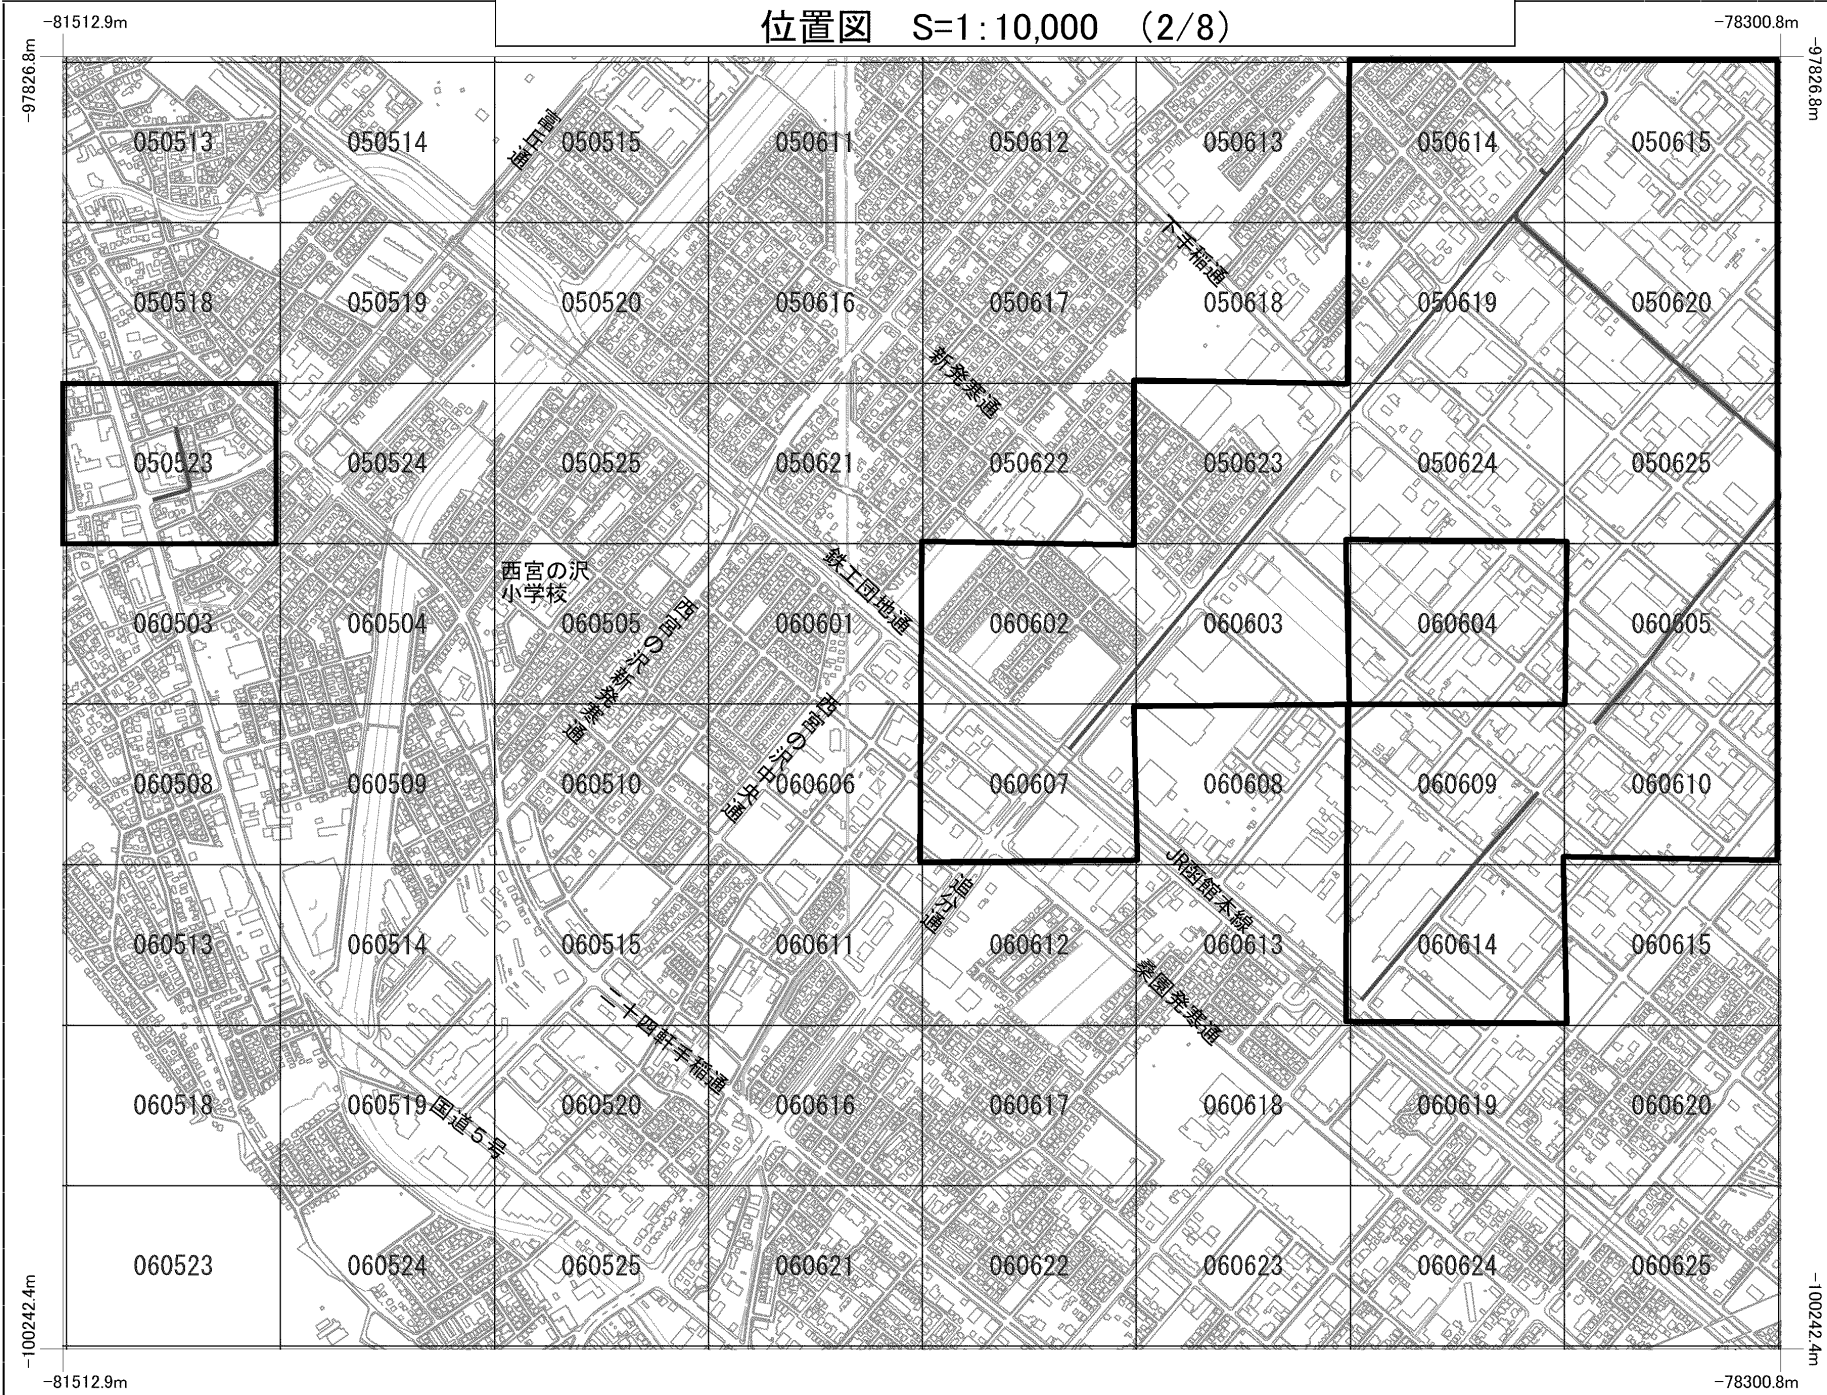 位置図 S=1:10,000 (2/8)
-81512.9m
-78300.8m
-97826.8m
-97826.8m
050513 050514 050515 050611 050612 050613 050614 050615
富丘通
下手稲通
050518 050519 050520 050616 050617 050618 050619 050620
新発寒通
050523 050524 050525 050621 050622 050623 050624 050625
鉄工団地通
西宮の沢
小学校
060503 060504 060505 060601 060602 060603 060604 060605
西宮の沢新発寒通
西宮の沢中央通
060508 060509 060510 060606 060607 060608 060609 060610
追分通
JR函館本線
060513 060514 060515 060611 060612 060613 060614 060615
桑園発寒通
二十四軒手稲通
060518 060519 060520 060616 060617 060618 060619 060620
国道5号
060523 060524 060525 060621 060622 060623 060624 060625
-100242.4m
-100242.4m
-81512.9m
-78300.8m